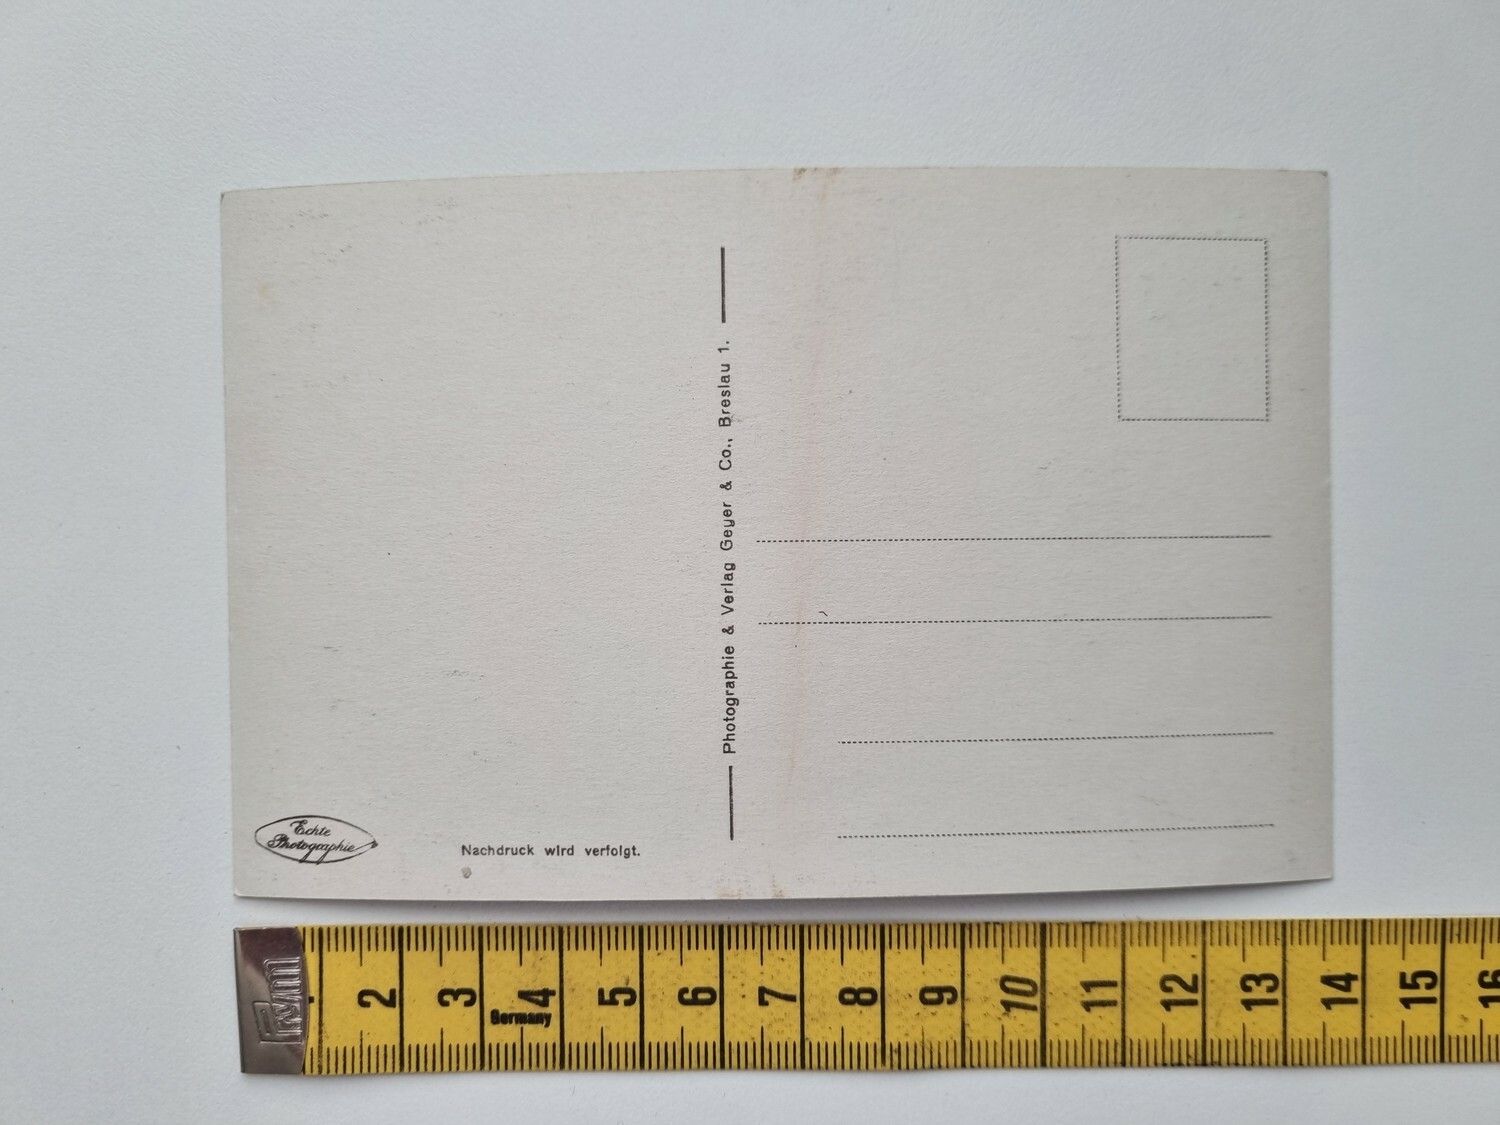 Photographie & Verlag Geyer & Co., Breslau 1.
Echte
Photographie
Nachdruck wird verfolgt.
Prym
2 3 4 5 6 7 8 9 10 11 12 13 14 15 16
Germany